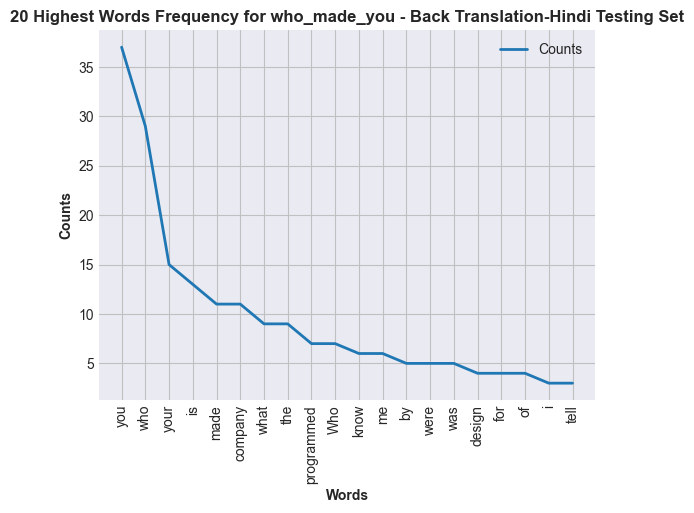 20 Highest Words Frequency for who_made_you - Back Translation-Hindi Testing Set
Counts
35
30
25
20
15
10
5
Counts
you
who
your
is
made
company
what
the
programmed
Who
know
me
by
were
was
design
for
of
i
tell
Words